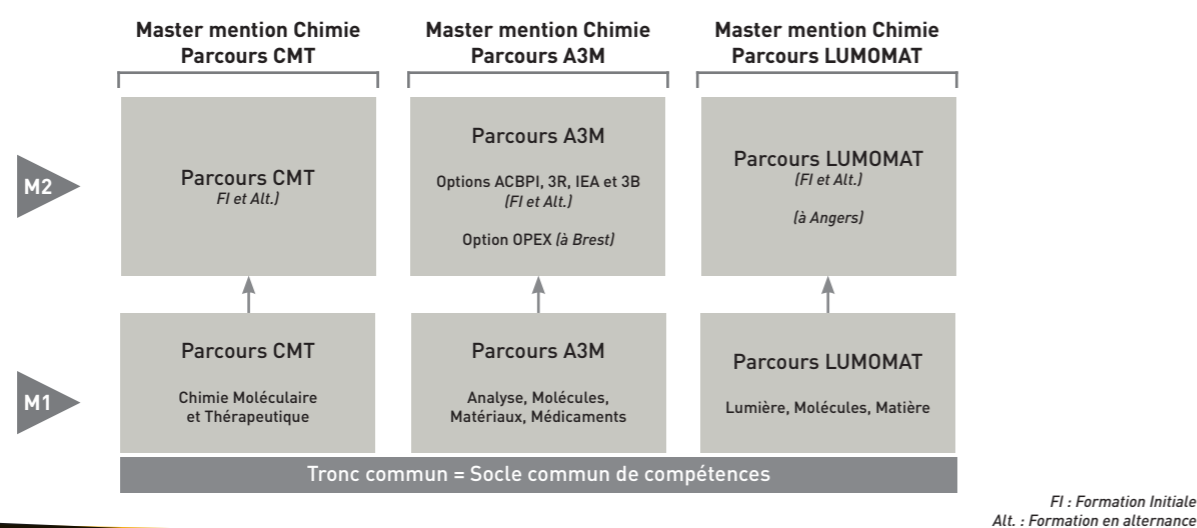 Master mention Chimie
Parcours CMT
Master mention Chimie
Parcours A3M
Master mention Chimie
Parcours LUMOMAT
M2
Parcours CMT
FI et Alt.)
Parcours A3M
Options ACBPI, 3R, IEA et 3B
(FI et Alt.)
Option OPEX (à Brest)
Parcours LUMOMAT
(FI et Alt.)
(à Angers)
M1
Parcours CMT
Chimie Moléculaire
et Thérapeutique
Parcours A3M
Analyse, Molécules,
Matériaux, Médicaments
Parcours LUMOMAT
Lumière, Molécules, Matière
Tronc commun = Socle commun de compétences
FI : Formation Initiale
Alt. : Formation en alternance